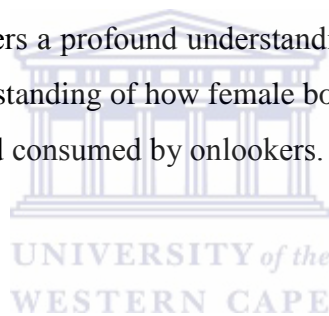 ers a profound understandi
standing of how female bo
d consumed by onlookers.
UNIVERSITY of the
WESTERN CAPE